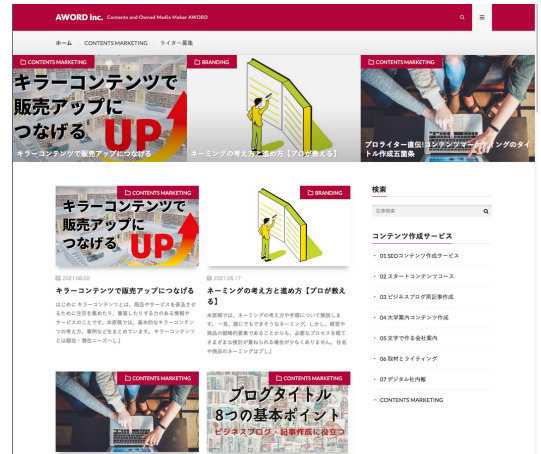 AWORD inc. Contents and Owned Media Maker AWORD
ホーム CONTENTS MARKETING ライター募集
CONTENTS MARKETING
キラーコンテンツで
販売アップに
つなげる UP
キラーコンテンツで販売アップにつなげる
BRANDING
ネーミングの考え方と進め方【プロが教える】
CONTENTS MARKETING
プロライター直伝!コンテンツマーケティングのタイ
トル作成五箇条
CONTENTS MARKETING
キラーコンテンツで
販売アップに
つなげる UP
2021.06.22
キラーコンテンツで販売アップにつなげる
はじめに キラーコンテンツとは、商品やサービスを普及させ
るために注目を集めたり、集客したりする力のある情報や
サービスのことです。本原稿では、基本的なキラーコンテン
ツの考え方、事例などをまとめています。 キラーコンテンツ
とは顕在・潜在ニーズへ[…]
BRANDING
2021.05.17
ネーミングの考え方と進め方【プロが教え
る】
本原稿では、ネーミングの考え方や手順について解説しま
す。一見、誰にでもできそうなネーミング。しかし、経営や
商品の戦略的要素であることからも、必要なプロセスを経て
さまざまな検討が重ねられる場合が少なくありません。 社名
や商品のネーミングはブ[…]
CONTENTS MARKETING
CONTENTS MARKETING
ブログタイトル
8つの基本ポイント
ビジネスブログ・記事作成に役立つ
検索
記事検索
コンテンツ作成サービス
01 SEOコンテンツ作成サービス
02 スタートコンテンツコース
03 ビジネスブログ用記事作成
04 大学案内コンテンツ作成
05 文字で作る会社案内
06 取材とライティング
07 デジタル社内報
CONTENTS MARKETING